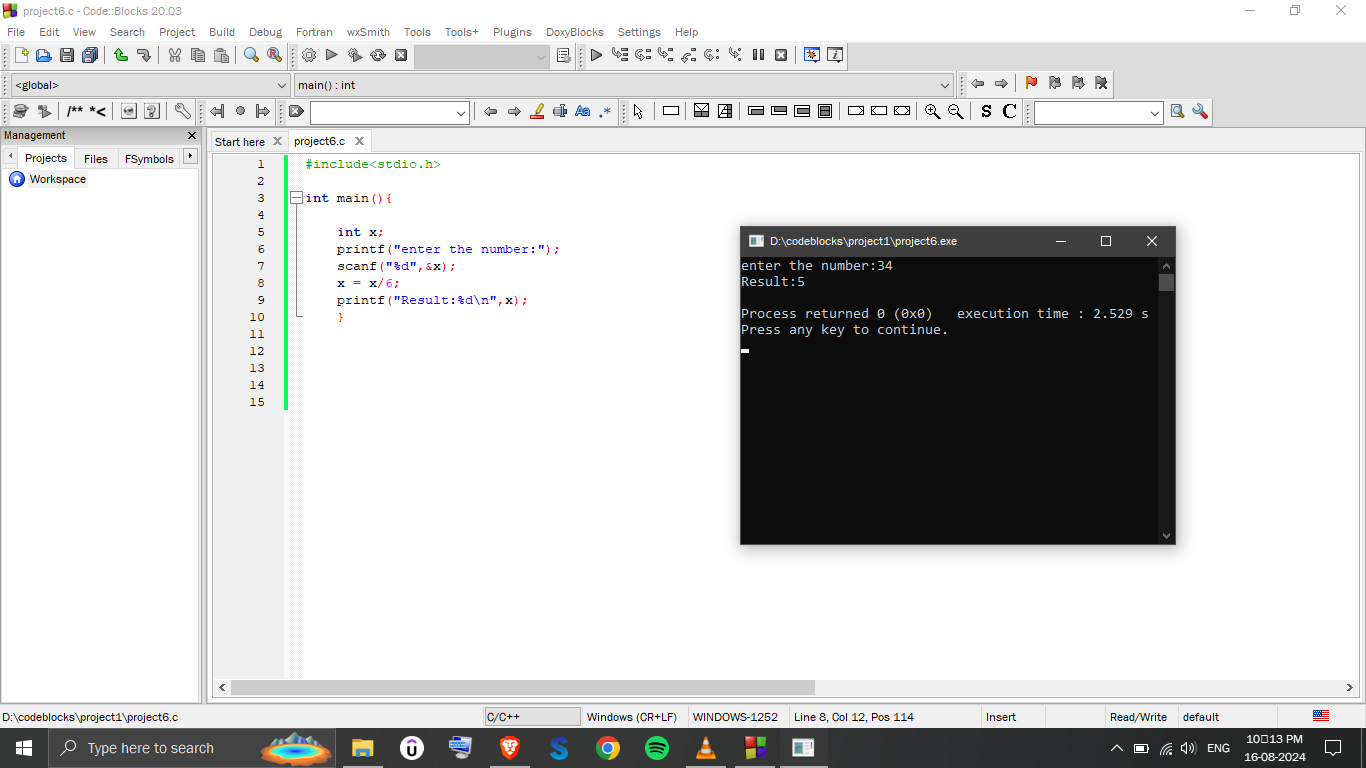 project6.c - Code::Blocks 20.03
File Edit View Search Project Build Debug Fortran wxSmith Tools Tools+ Plugins DoxyBlocks Settings Help
<global> main() : int
/** *< Aa .* S C
Management
Projects Files FSymbols
Workspace
Start here project6.c
1 #include<stdio.h>
2
3 int main(){
4
5 int x;
6 printf("enter the number:");
7 scanf("%d",&x);
8 x = x/6;
9 printf("Result:%d\n",x);
10 }
11
12
13
14
15
D:\codeblocks\project1\project6.exe
enter the number:34
Result:5
Process returned 0 (0x0)   execution time : 2.529 s
Press any key to continue.
D:\codeblocks\project1\project6.c C/C++ Windows (CR+LF) WINDOWS-1252 Line 8, Col 12, Pos 114 Insert Read/Write default
Type here to search
ENG
10▯13 PM
16-08-2024